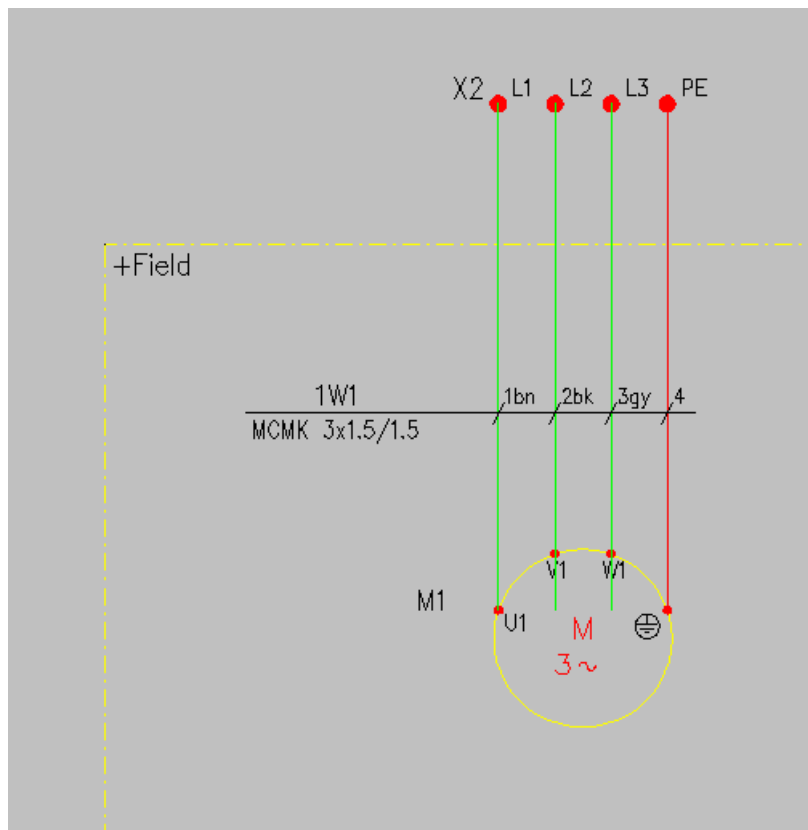 X2 L1 L2 L3 PE
+Field
1W1 1bn 2bk 3gy 4
MCMK 3x1.5/1.5
V1 W1
M1 U1 M
3~